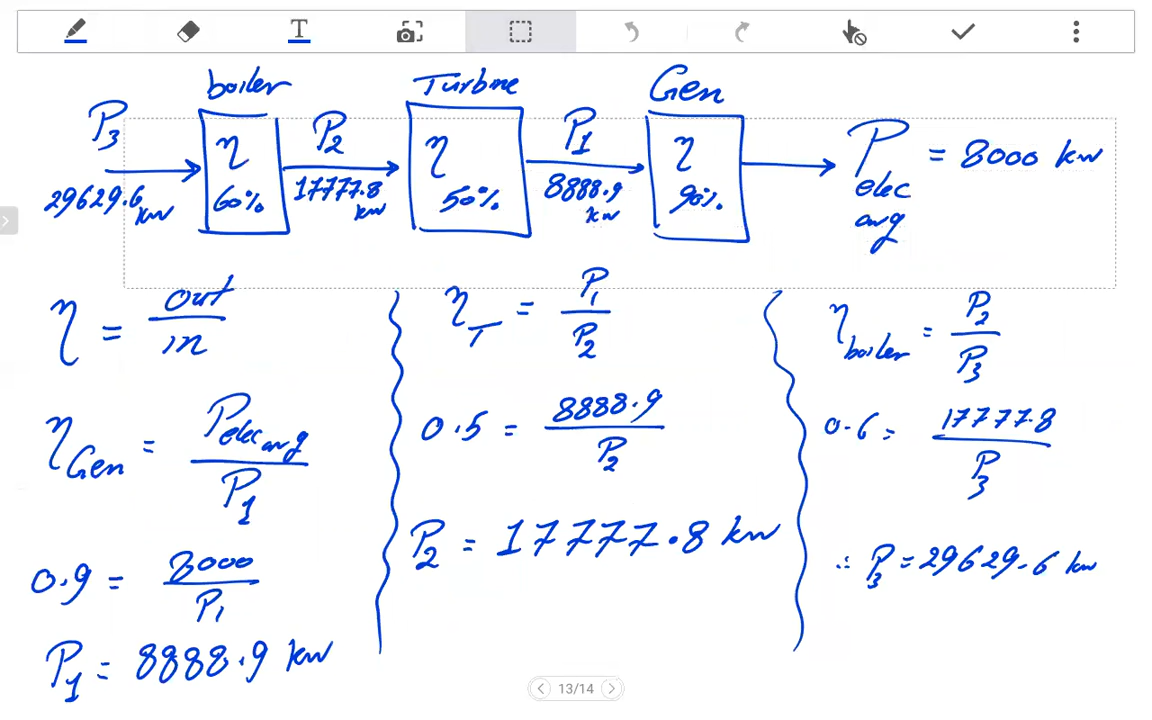 T
boiler
Turbine
Gen
P3
η
60%
P2
η
50%
P1
η
90%
P elec avg = 8000 kw
29629.6 kw
17777.8 kw
8888.9 kw
η = out/in
ηGen = Pelec avg/P1
0.9 = 8000/P1
P1 = 8888.9 kw
ηT = P1/P2
0.5 = 8888.9/P2
P2 = 17777.8 kw
ηboiler = P2/P3
0.6 = 17777.8/P3
∴ P3 = 29629.6 kw
13/14